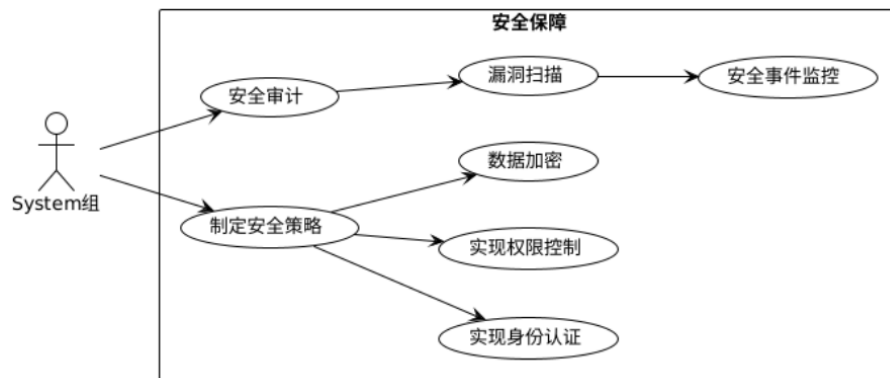 安全保障
漏洞扫描
安全事件监控
安全审计
数据加密
System组
制定安全策略
实现权限控制
实现身份认证